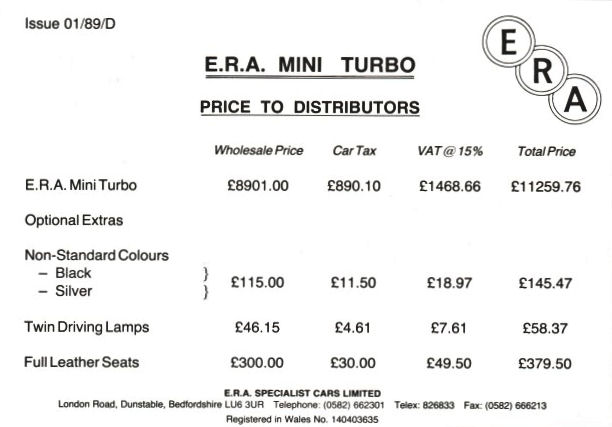 Issue 01/89/D
E R A
E.R.A. MINI TURBO
PRICE TO DISTRIBUTORS
Wholesale Price Car Tax VAT @ 15% Total Price
E.R.A. Mini Turbo £8901.00 £890.10 £1468.66 £11259.76
Optional Extras
Non-Standard Colours
– Black }
£115.00 £11.50 £18.97 £145.47
– Silver }
Twin Driving Lamps £46.15 £4.61 £7.61 £58.37
Full Leather Seats £300.00 £30.00 £49.50 £379.50
E.R.A. SPECIALIST CARS LIMITED
London Road, Dunstable, Bedfordshire LU6 3UR Telephone: (0582) 662301 Telex: 826833 Fax: (0582) 666213
Registered in Wales No. 140403635